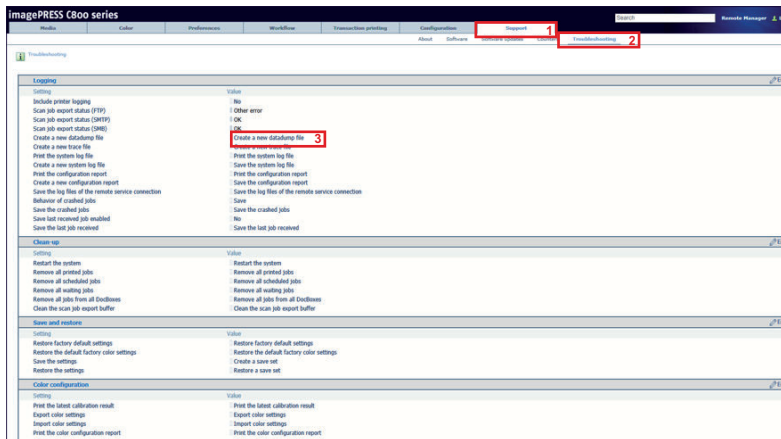 imagePRESS C800 series
Search
Remote Manager
Media Color Preferences Workflow Transaction printing Configuration Support 1
About Software Software updates Counter Troubleshooting 2
Troubleshooting
Logging
Setting Value
Include printer logging No
Scan job export status (FTP) Other error
Scan job export status (SMTP) OK
Scan job export status (SMB) OK
Create a new datadump file Create a new datadump file 3
Create a new trace file Create a new trace file
Print the system log file Print the system log file
Create a new system log file Save the system log file
Print the configuration report Print the configuration report
Create a new configuration report Save the configuration report
Save the log files of the remote service connection Save the log files of the remote service connection
Behavior of crashed jobs Save
Save the crashed jobs Save the crashed jobs
Save last received job enabled No
Save the last job received Save the last job received
Clean-up
Setting Value
Restart the system Restart the system
Remove all printed jobs Remove all printed jobs
Remove all scheduled jobs Remove all scheduled jobs
Remove all waiting jobs Remove all waiting jobs
Remove all jobs from all DocBoxes Remove all jobs from all DocBoxes
Clean the scan job export buffer Clean the scan job export buffer
Save and restore
Setting Value
Restore factory default settings Restore factory default settings
Restore the default factory color settings Restore the default factory color settings
Save the settings Create a save set
Restore the settings Restore a save set
Color configuration
Setting Value
Print the latest calibration result Print the latest calibration result
Export color settings Export color settings
Import color settings Import color settings
Print the color configuration report Print the color configuration report